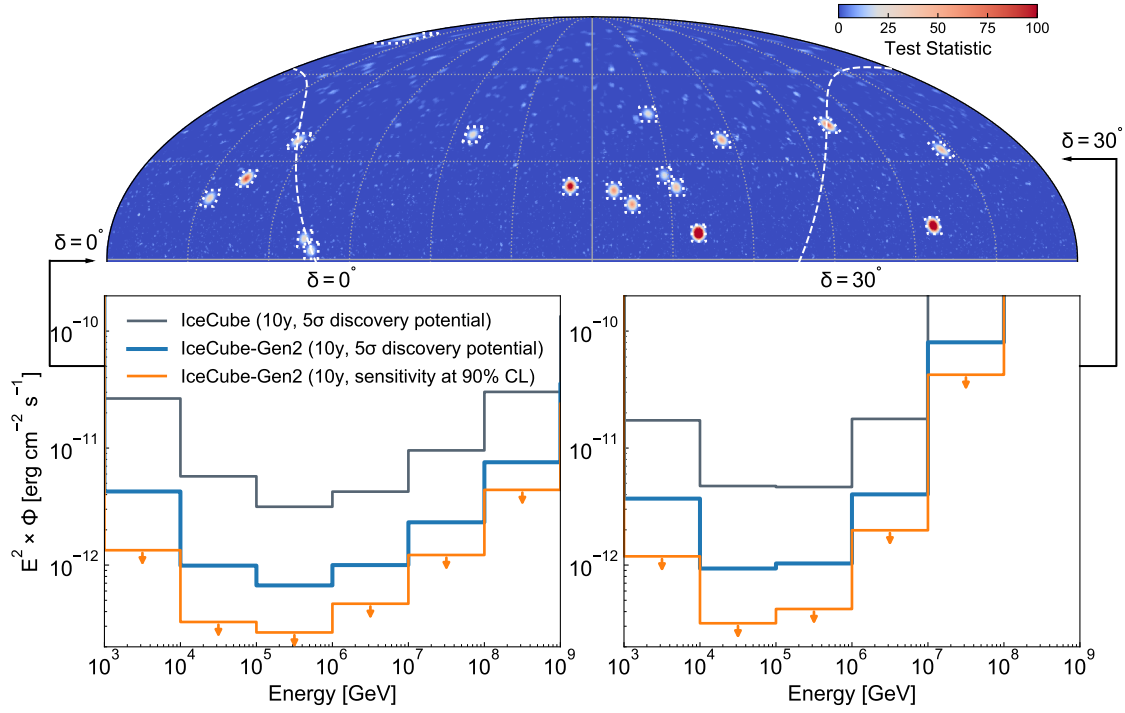 0 25 50 75 100
Test Statistic
δ = 30°
δ = 0°
δ = 0°
δ = 30°
IceCube (10y, 5σ discovery potential)
IceCube-Gen2 (10y, 5σ discovery potential)
IceCube-Gen2 (10y, sensitivity at 90% CL)
E² × Φ [erg cm⁻² s⁻¹]
10⁻¹⁰
10⁻¹¹
10⁻¹²
10³ 10⁴ 10⁵ 10⁶ 10⁷ 10⁸ 10⁹
Energy [GeV]
10⁻¹⁰
10⁻¹¹
10⁻¹²
10³ 10⁴ 10⁵ 10⁶ 10⁷ 10⁸ 10⁹
Energy [GeV]